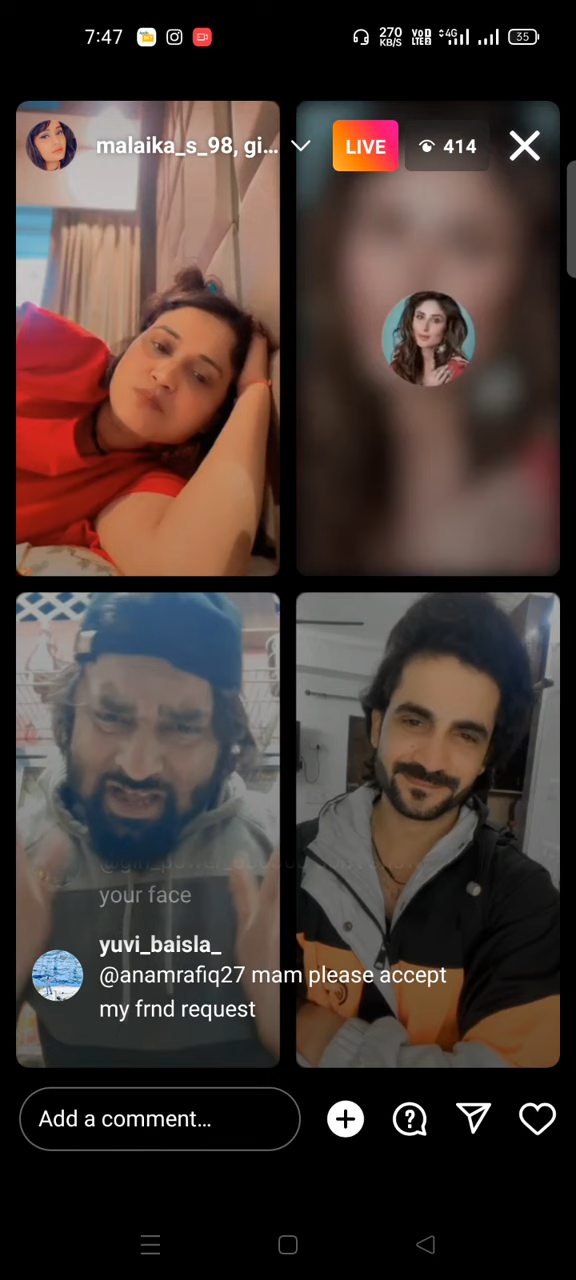 7:47
270
KB/S
VoD
LTE2
4G
35
malaika_s_98, gi...
LIVE
414
your face
yuvi_baisla_
@anamrafiq27 mam please accept
my frnd request
Add a comment...